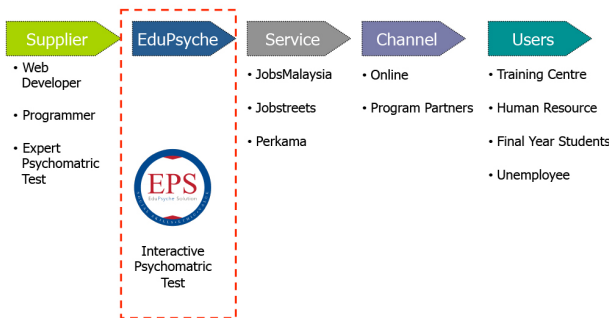 Supplier
EduPsyche
Service
Channel
Users
• Web
Developer
• Programmer
• Expert
Psychomatric
Test
EPS
EduPsyche Solution
Interactive
Psychomatric
Test
• JobsMalaysia
• Jobstreets
• Perkama
• Online
• Program Partners
• Training Centre
• Human Resource
• Final Year Students
• Unemployee